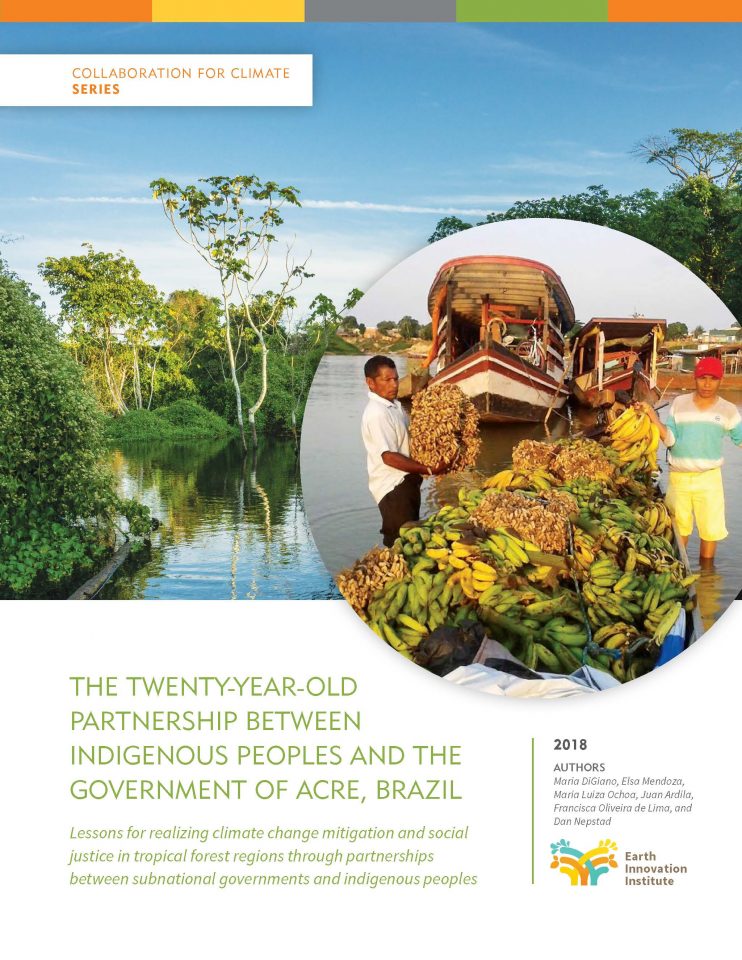 COLLABORATION FOR CLIMATE
SERIES
THE TWENTY-YEAR-OLD
PARTNERSHIP BETWEEN
INDIGENOUS PEOPLES AND THE
GOVERNMENT OF ACRE, BRAZIL
Lessons for realizing climate change mitigation and social
justice in tropical forest regions through partnerships
between subnational governments and indigenous peoples
2018
AUTHORS
Maria DiGiano, Elsa Mendoza,
Maria Luiza Ochoa, Juan Ardila,
Francisca Oliveira de Lima, and
Dan Nepstad
Earth
Innovation
Institute